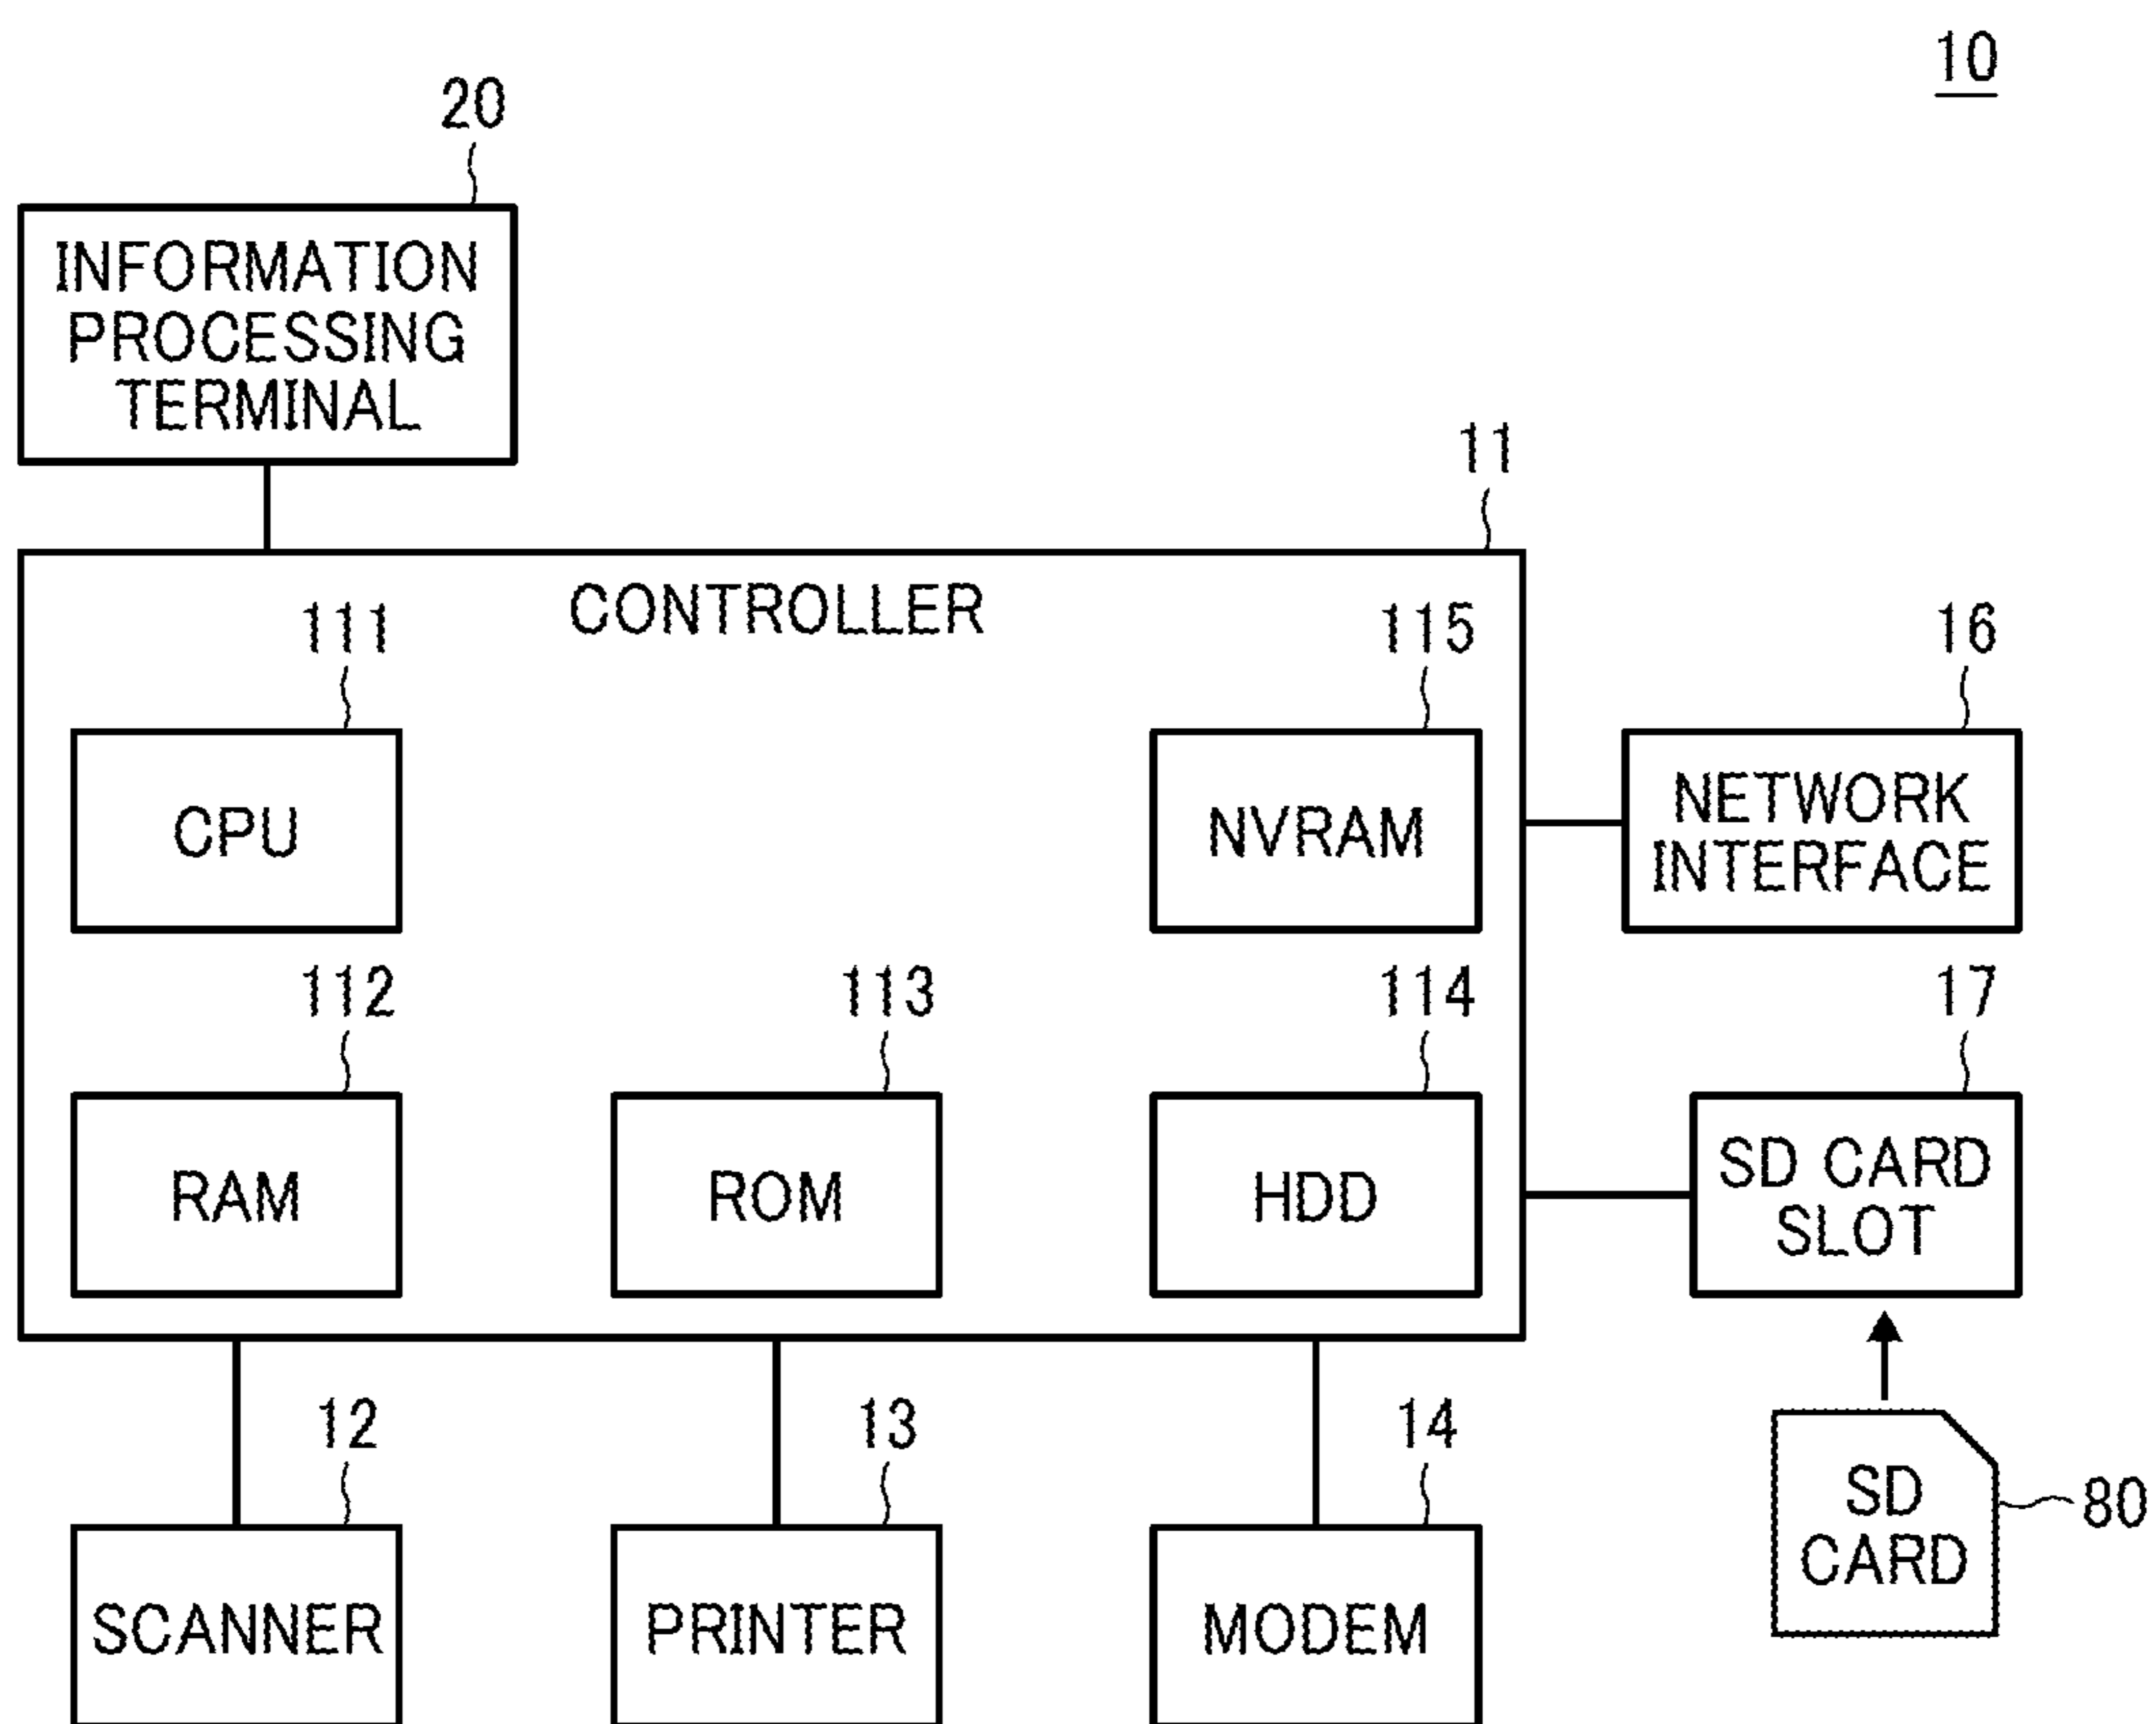 10
20
INFORMATION
PROCESSING
TERMINAL
11
CONTROLLER
111
115
16
CPU
NVRAM
NETWORK
INTERFACE
112
113
114
17
RAM
ROM
HDD
SD CARD
SLOT
12
13
14
SD
CARD
80
SCANNER
PRINTER
MODEM